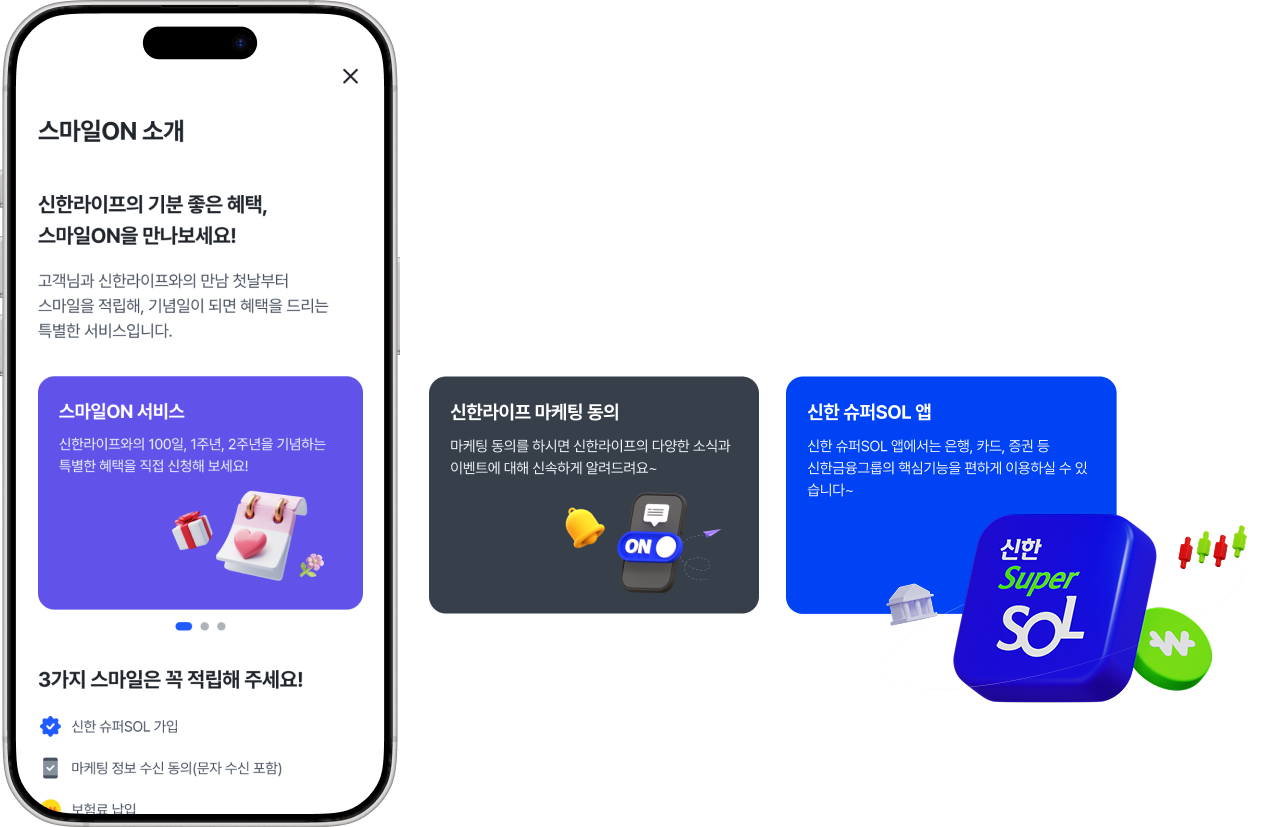 스마일ON 소개
신한라이프의 기분 좋은 혜택,
스마일ON을 만나보세요!
고객님과 신한라이프와의 만남 첫날부터
스마일을 적립해, 기념일이 되면 혜택을 드리는
특별한 서비스입니다.
스마일ON 서비스
신한라이프와의 100일, 1주년, 2주년을 기념하는
특별한 혜택을 직접 신청해 보세요!
3가지 스마일은 꼭 적립해 주세요!
신한 슈퍼SOL 가입
마케팅 정보 수신 동의(문자 수신 포함)
보험료 납입
신한라이프 마케팅 동의
마케팅 동의를 하시면 신한라이프의 다양한 소식과
이벤트에 대해 신속하게 알려드려요~
ON
신한 슈퍼SOL 앱
신한 슈퍼SOL 앱에서는 은행, 카드, 증권 등
신한금융그룹의 핵심기능을 편하게 이용하실 수 있
습니다~
신한
Super
SOL
₩